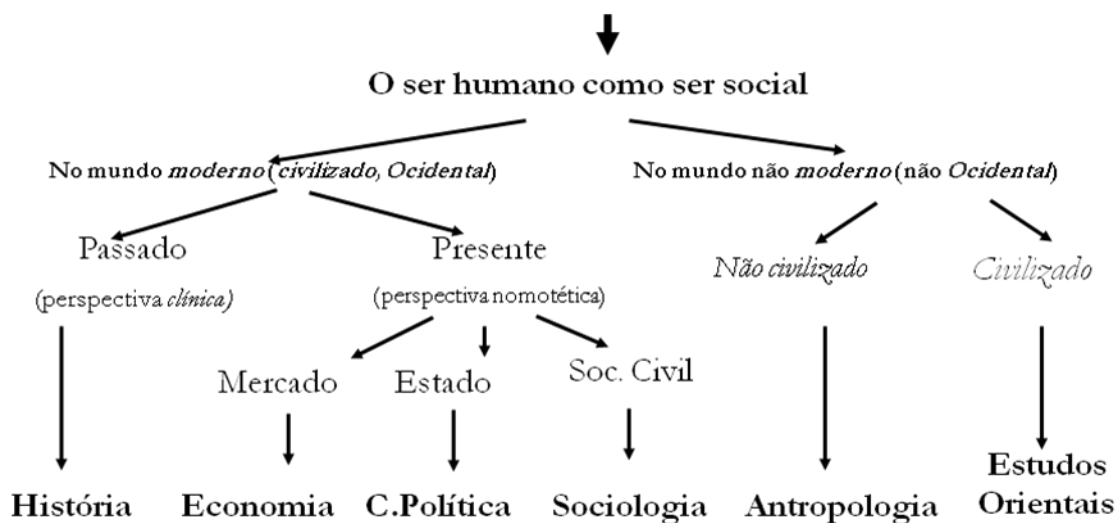 O ser humano como ser social
No mundo moderno (civilizado, Ocidental)
No mundo não moderno (não Ocidental)
Passado
(perspectiva clínica)
Presente
(perspectiva nomotética)
Não civilizado
Civilizado
Mercado
Estado
Soc. Civil
História
Economia
C.Política
Sociologia
Antropologia
Estudos
Orientais